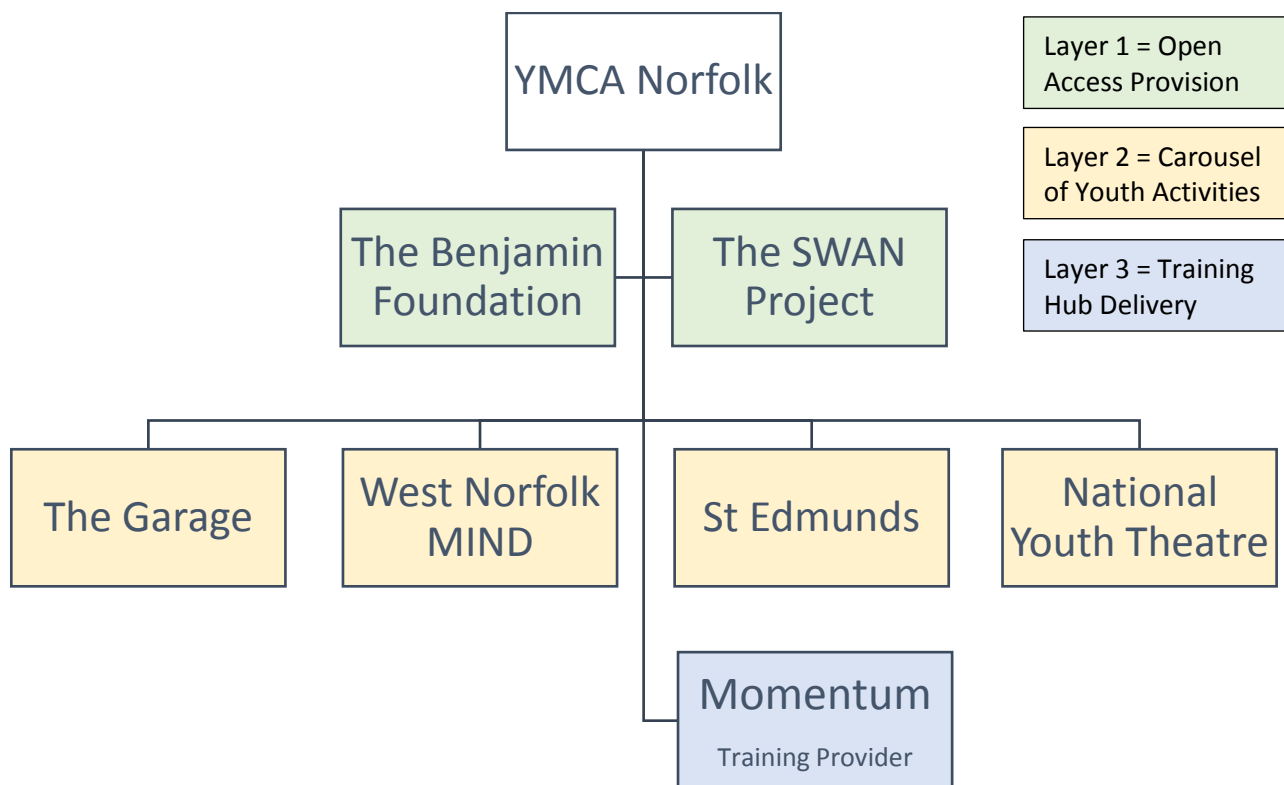 YMCA Norfolk
Layer 1 = Open
Access Provision
Layer 2 = Carousel
of Youth Activities
Layer 3 = Training
Hub Delivery
The Benjamin
Foundation
The SWAN
Project
The Garage
West Norfolk
MIND
St Edmunds
National
Youth Theatre
Momentum
Training Provider